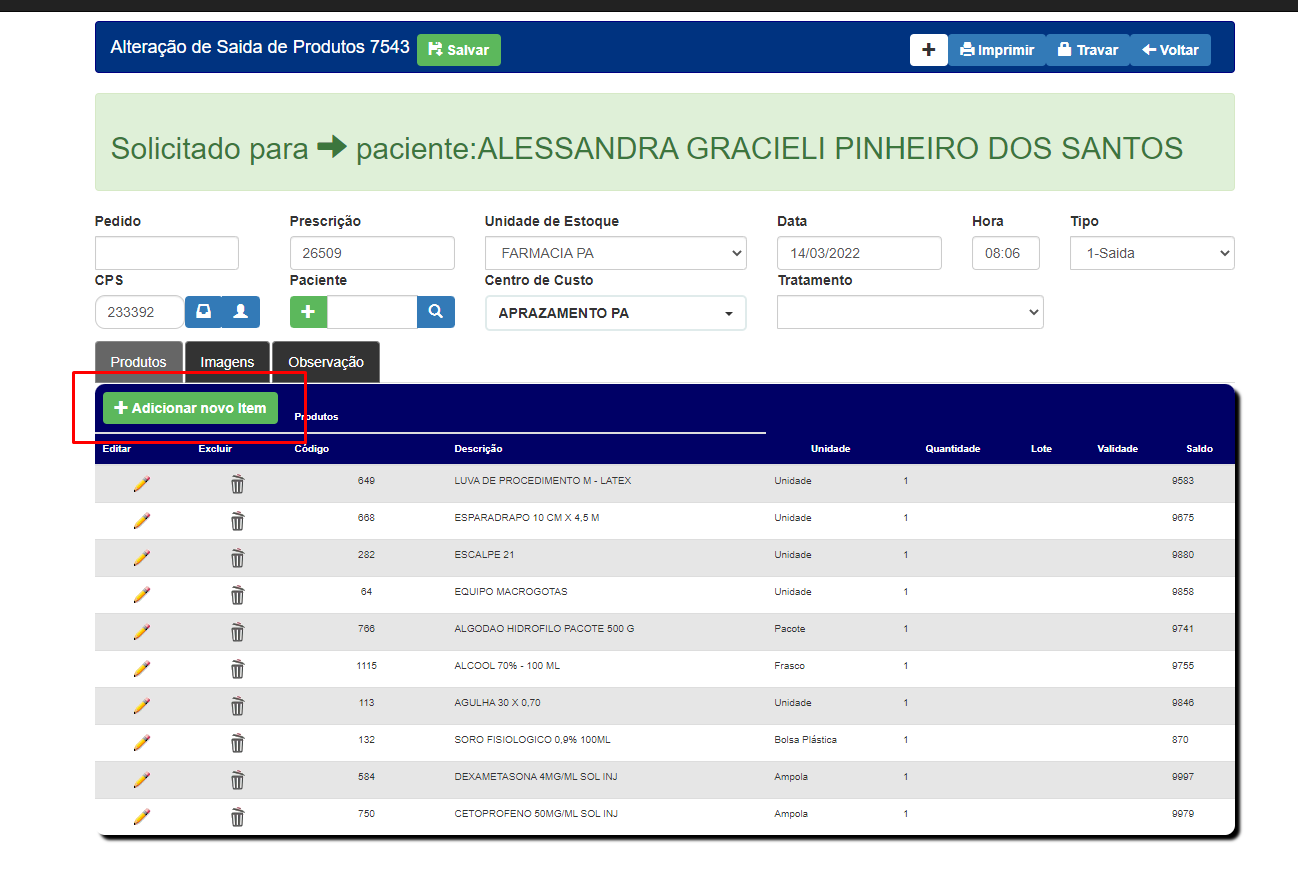 Alteração de Saida de Produtos 7543 Salvar + Imprimir Travar Voltar
Solicitado para paciente:ALESSANDRA GRACIELI PINHEIRO DOS SANTOS
Pedido Prescrição Unidade de Estoque Data Hora Tipo
26509 FARMACIA PA 14/03/2022 08:06 1-Saida
CPS Paciente Centro de Custo Tratamento
233392 APRAZAMENTO PA
Produtos Imagens Observação
Adicionar novo Item Produtos
Editar Excluir Código Descrição Unidade Quantidade Lote Validade Saldo
649 LUVA DE PROCEDIMENTO M - LATEX Unidade 1 9583
668 ESPARADRAPO 10 CM X 4,5 M Unidade 1 9675
282 ESCALPE 21 Unidade 1 9880
64 EQUIPO MACROGOTAS Unidade 1 9858
766 ALGODAO HIDROFILO PACOTE 500 G Pacote 1 9741
1115 ALCOOL 70% - 100 ML Frasco 1 9755
113 AGULHA 30 X 0,70 Unidade 1 9846
132 SORO FISIOLOGICO 0,9% 100ML Bolsa Plástica 1 870
584 DEXAMETASONA 4MG/ML SOL INJ Ampola 1 9997
750 CETOPROFENO 50MG/ML SOL INJ Ampola 1 9979